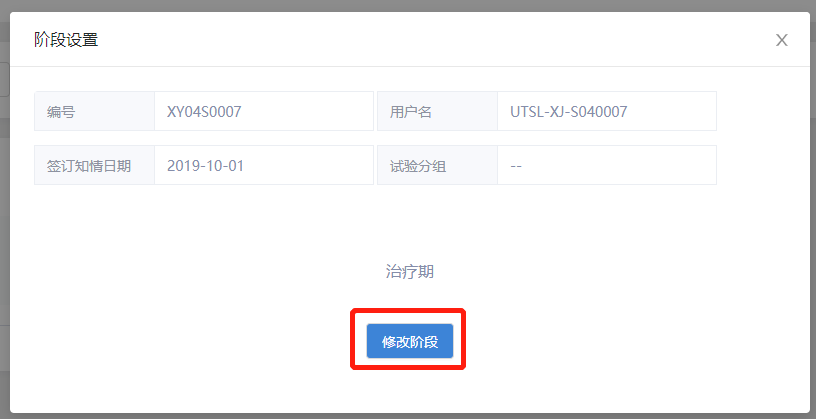 阶段设置
编号 XY04S0007 用户名 UTSL-XJ-S040007
签订知情日期 2019-10-01 试验分组 --
治疗期
修改阶段